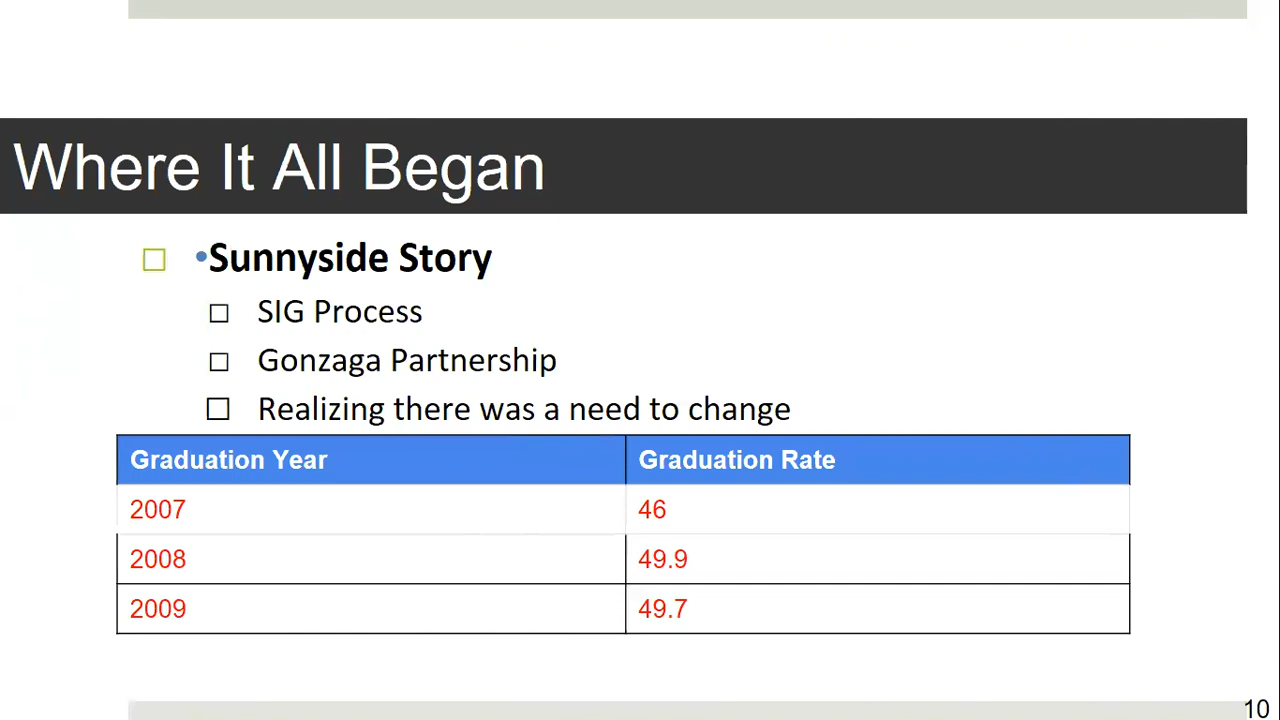 Where It All Began
•Sunnyside Story
SIG Process
Gonzaga Partnership
Realizing there was a need to change
Graduation Year Graduation Rate
2007 46
2008 49.9
2009 49.7
10